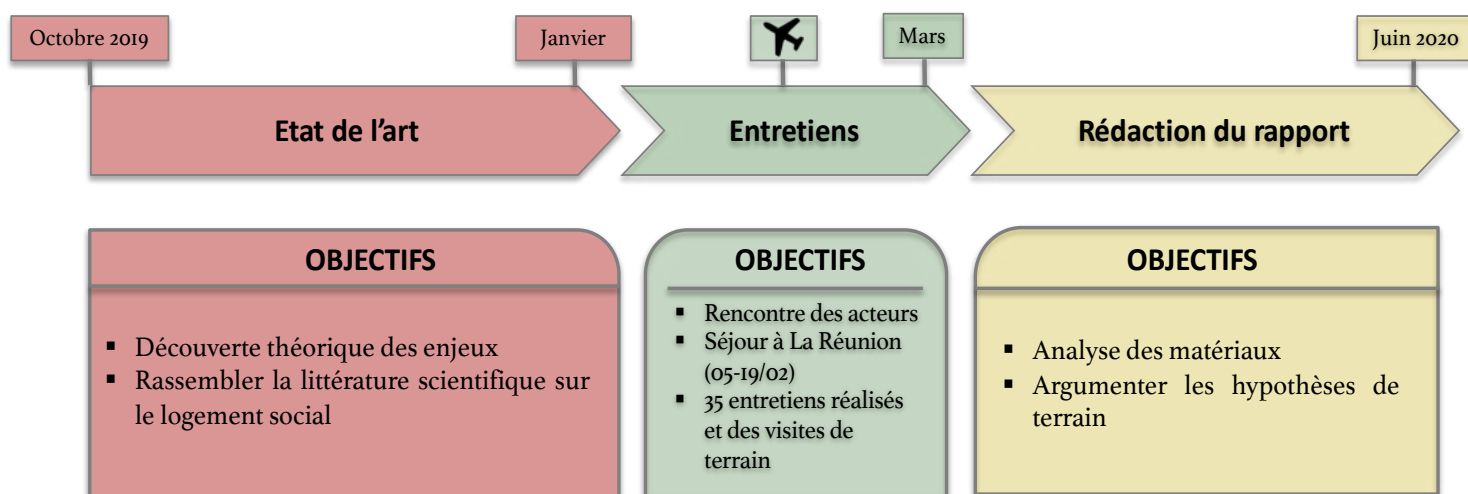 Octobre 2019
Janvier
Mars
Juin 2020
Etat de l’art
Entretiens
Rédaction du rapport
OBJECTIFS
▪ Découverte théorique des enjeux
▪ Rassembler la littérature scientifique sur
le logement social
OBJECTIFS
▪ Rencontre des acteurs
▪ Séjour à La Réunion
(05-19/02)
▪ 35 entretiens réalisés
et des visites de
terrain
OBJECTIFS
▪ Analyse des matériaux
▪ Argumenter les hypothèses de
terrain